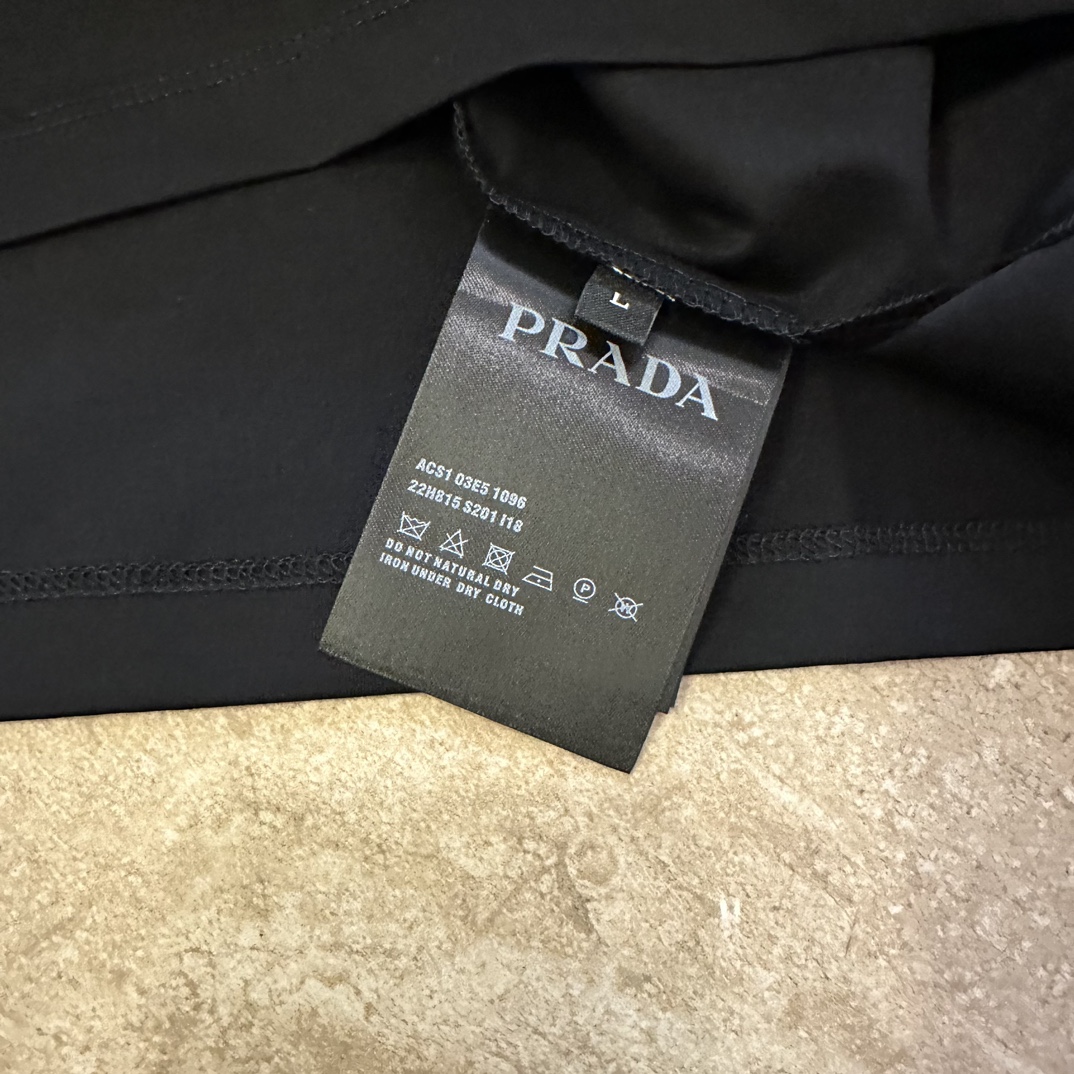 L
PRADA
ACS1 03E5 1096
22H815 S201 I18
DO NOT NATURAL DRY
IRON UNDER DRY CLOTH
P
W